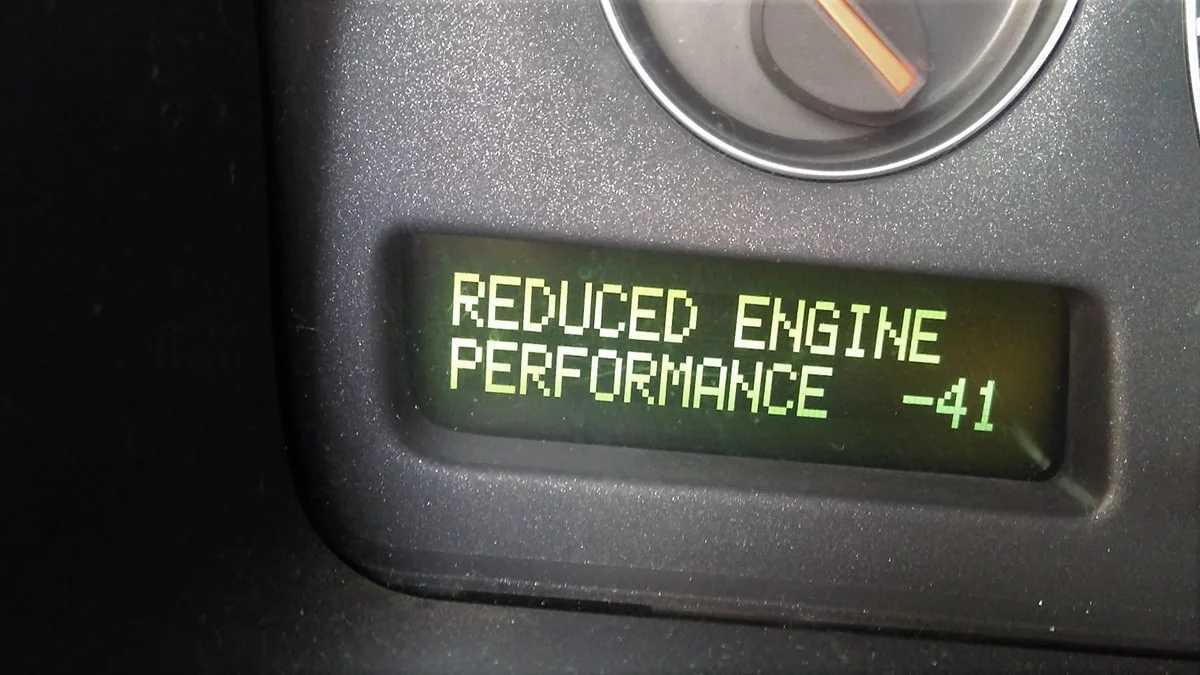 REDUCED ENGINE
PERFORMANCE -41